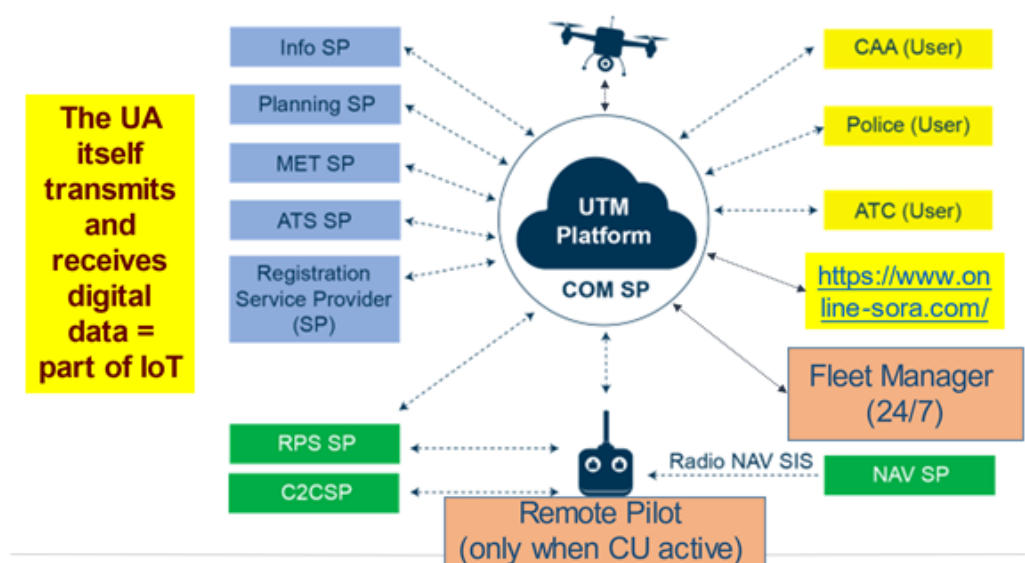 The UA
itself
transmits
and
receives
digital
data =
part of IoT
Info SP
Planning SP
MET SP
ATS SP
Registration
Service Provider
(SP)
RPS SP
C2CSP
UTM
Platform
COM SP
CAA (User)
Police (User)
ATC (User)
https://www.on
line-sora.com/
Fleet Manager
(24/7)
Radio NAV SIS
NAV SP
Remote Pilot
(only when CU active)